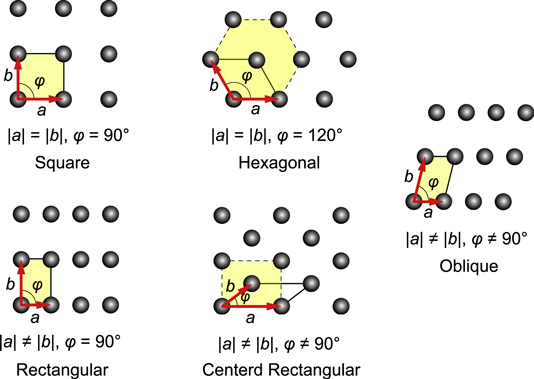 b
φ
a
|a| = |b|, φ = 90°
Square
b
φ
a
|a| = |b|, φ = 120°
Hexagonal
b
φ
a
|a| ≠ |b|, φ ≠ 90°
Oblique
b
φ
a
|a| ≠ |b|, φ = 90°
Rectangular
b
φ
a
|a| ≠ |b|, φ ≠ 90°
Centerd Rectangular